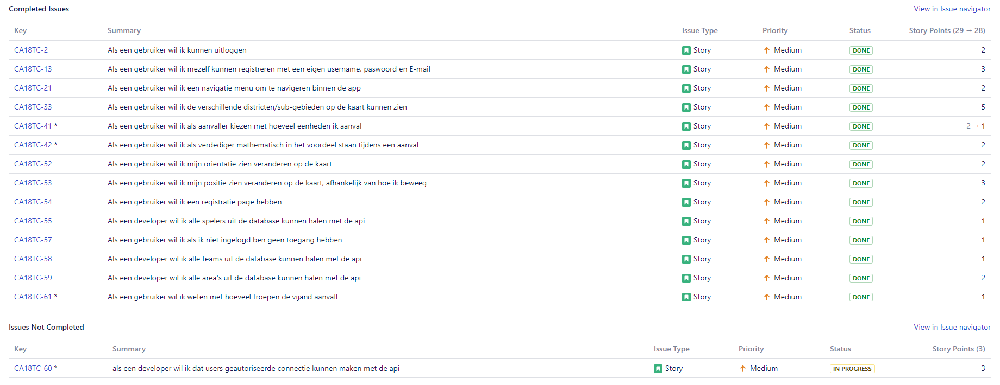 Completed Issues View in Issue navigator
Key Summary Issue Type Priority Status Story Points (29 → 28)
CA18TC-2 Als een gebruiker wil ik kunnen uitloggen Story Medium DONE 2
CA18TC-13 Als een gebruiker wil ik mezelf kunnen registreren met een eigen username, paswoord en E-mail Story Medium DONE 3
CA18TC-21 Als een gebruiker wil ik een navigatie menu om te navigeren binnen de app Story Medium DONE 2
CA18TC-33 Als een gebruiker wil ik de verschillende districten/sub-gebieden op de kaart kunnen zien Story Medium DONE 5
CA18TC-41 * Als een gebruiker wil ik als aanvaller kiezen met hoeveel eenheden ik aanval Story Medium DONE 2 → 1
CA18TC-42 * Als een gebruiker wil ik als verdediger mathematisch in het voordeel staan tijdens een aanval Story Medium DONE 2
CA18TC-52 Als een gebruiker wil ik mijn oriëntatie zien veranderen op de kaart Story Medium DONE 2
CA18TC-53 Als een gebruiker wil ik mijn positie zien veranderen op de kaart, afhankelijk van hoe ik beweeg Story Medium DONE 3
CA18TC-54 Als een gebruiker wil ik een registratie page hebben Story Medium DONE 2
CA18TC-55 Als een developer wil ik alle spelers uit de database kunnen halen met de api Story Medium DONE 1
CA18TC-57 Als een gebruiker wil ik als ik niet ingelogd ben geen toegang hebben Story Medium DONE 1
CA18TC-58 Als een developer wil ik alle teams uit de database kunnen halen met de api Story Medium DONE 1
CA18TC-59 Als een developer wil ik alle area's uit de database kunnen halen met de api Story Medium DONE 2
CA18TC-61 * Als een gebruiker wil ik weten met hoeveel troepen de vijand aanvalt Story Medium DONE 1
Issues Not Completed View in Issue navigator
Key Summary Issue Type Priority Status Story Points (3)
CA18TC-60 * als een developer wil ik dat users geautoriseerde connectie kunnen maken met de api Story Medium IN PROGRESS 3